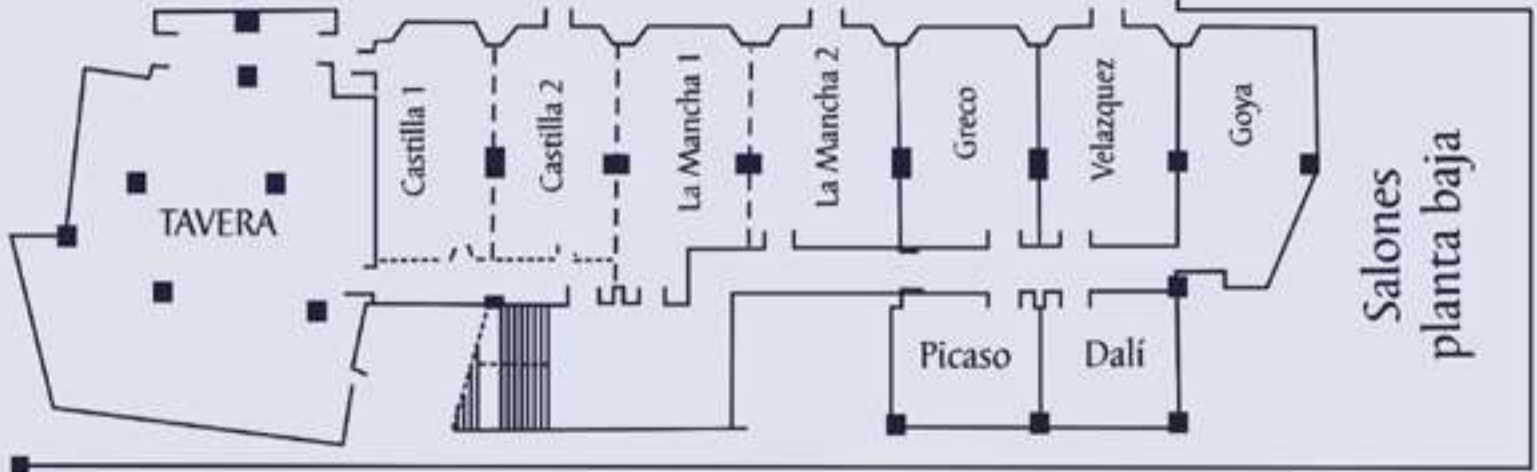 TAVERA
Castilla 1
Castilla 2
La Mancha 1
La Mancha 2
Greco
Velazquez
Goya
Picaso
Dalí
Salones
planta baja